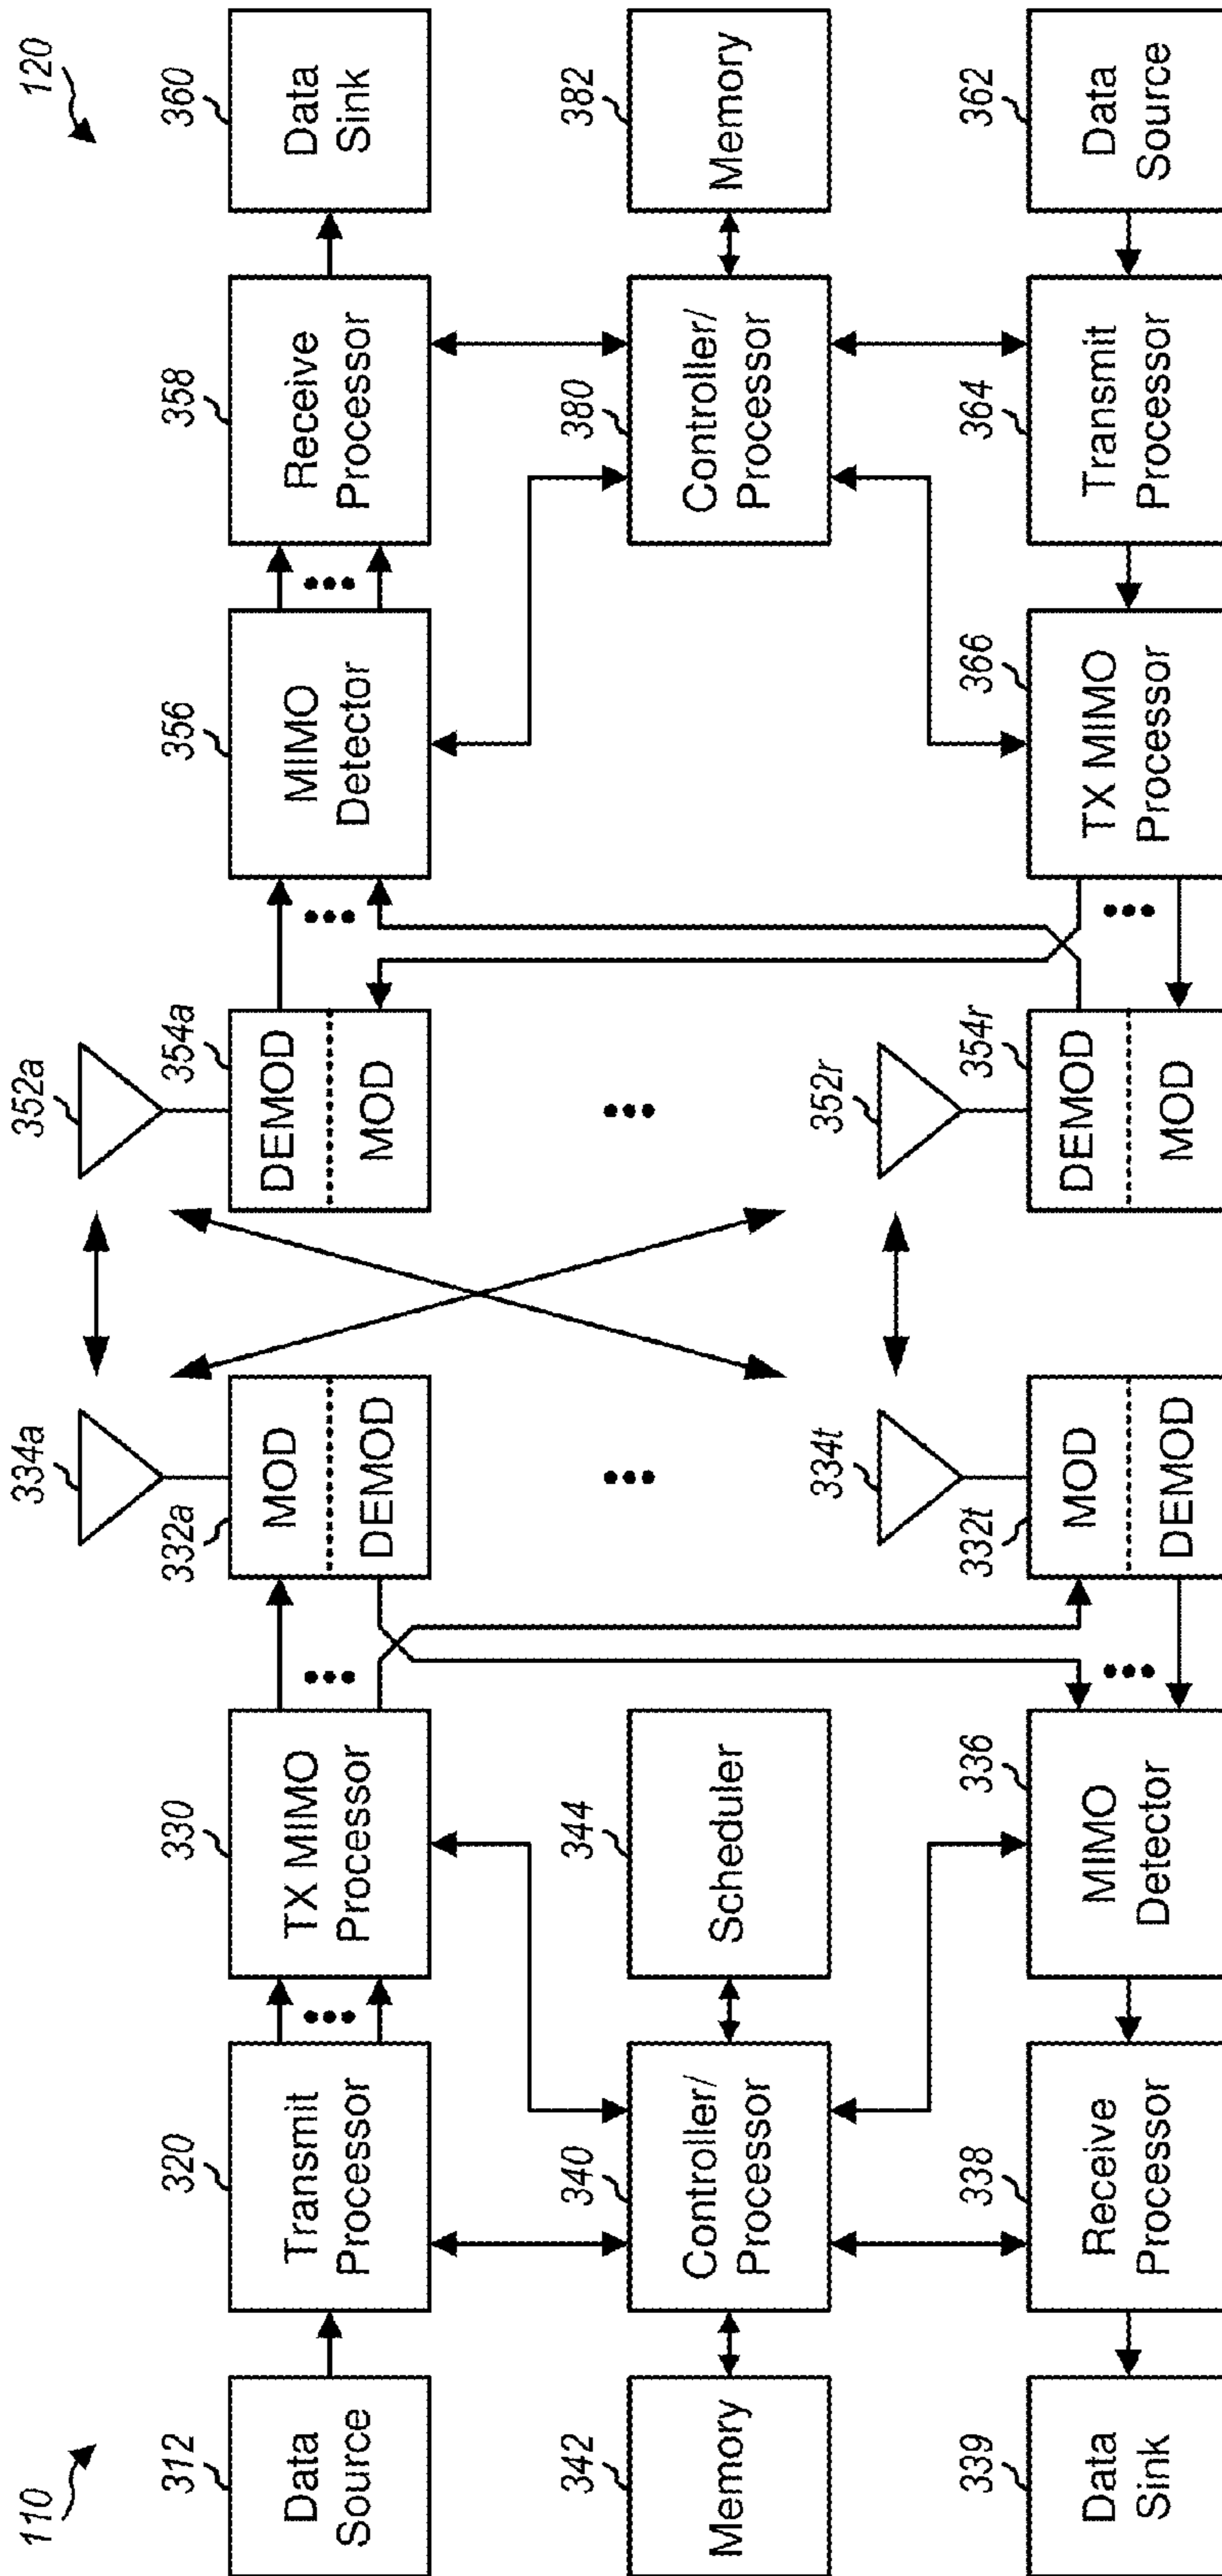 110
120
312
Data
Source
320
Transmit
Processor
330
TX MIMO
Processor
332a
MOD
DEMOD
334a
352a
354a
DEMOD
MOD
356
MIMO
Detector
358
Receive
Processor
360
Data
Sink
342
Memory
340
Controller/
Processor
344
Scheduler
380
Controller/
Processor
382
Memory
339
Data
Sink
338
Receive
Processor
336
MIMO
Detector
332t
MOD
DEMOD
334t
352r
354r
DEMOD
MOD
366
TX MIMO
Processor
364
Transmit
Processor
362
Data
Source